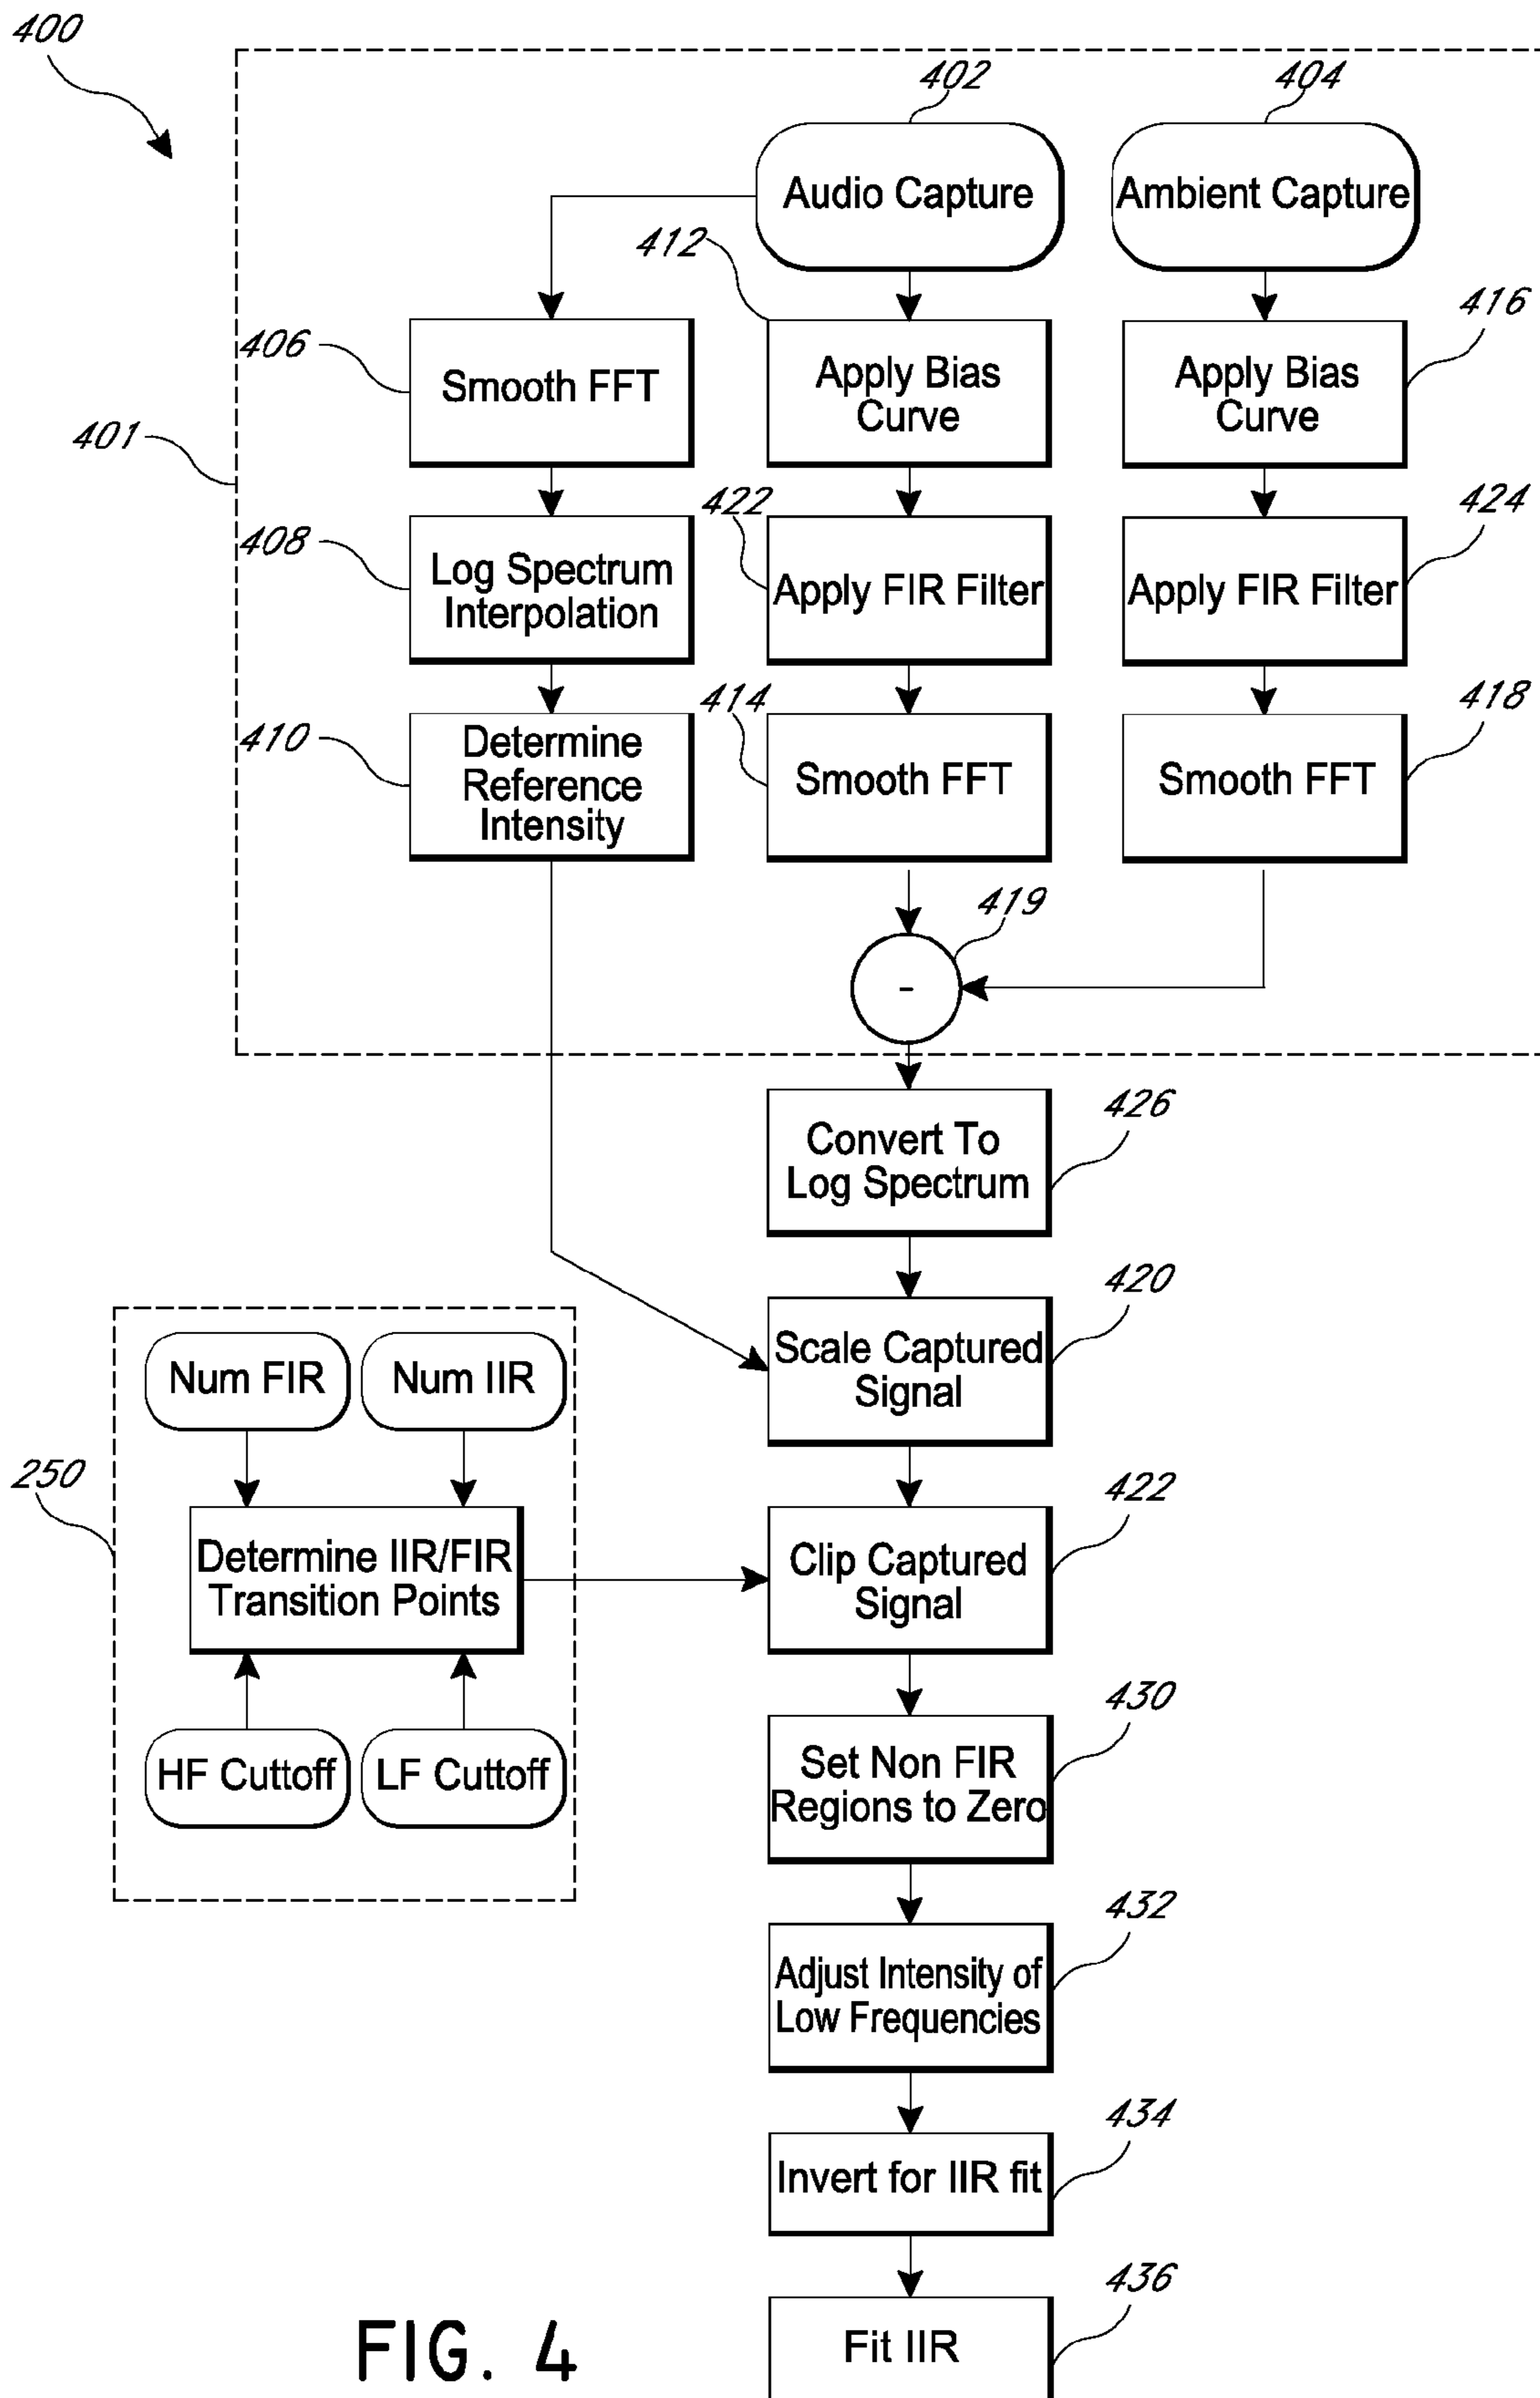 400
402
404
Audio Capture
Ambient Capture
412
416
406
Smooth FFT
Apply Bias
Curve
Apply Bias
Curve
401
422
424
408
Log Spectrum
Interpolation
Apply FIR Filter
Apply FIR Filter
414
418
410
Determine
Reference
Intensity
Smooth FFT
Smooth FFT
419
-
426
Convert To
Log Spectrum
420
Scale Captured
Signal
Num FIR
Num IIR
250
422
Determine IIR/FIR
Transition Points
Clip Captured
Signal
430
HF Cuttoff
LF Cuttoff
Set Non FIR
Regions to Zero
432
Adjust Intensity of
Low Frequencies
434
Invert for IIR fit
436
Fit IIR
FIG. 4